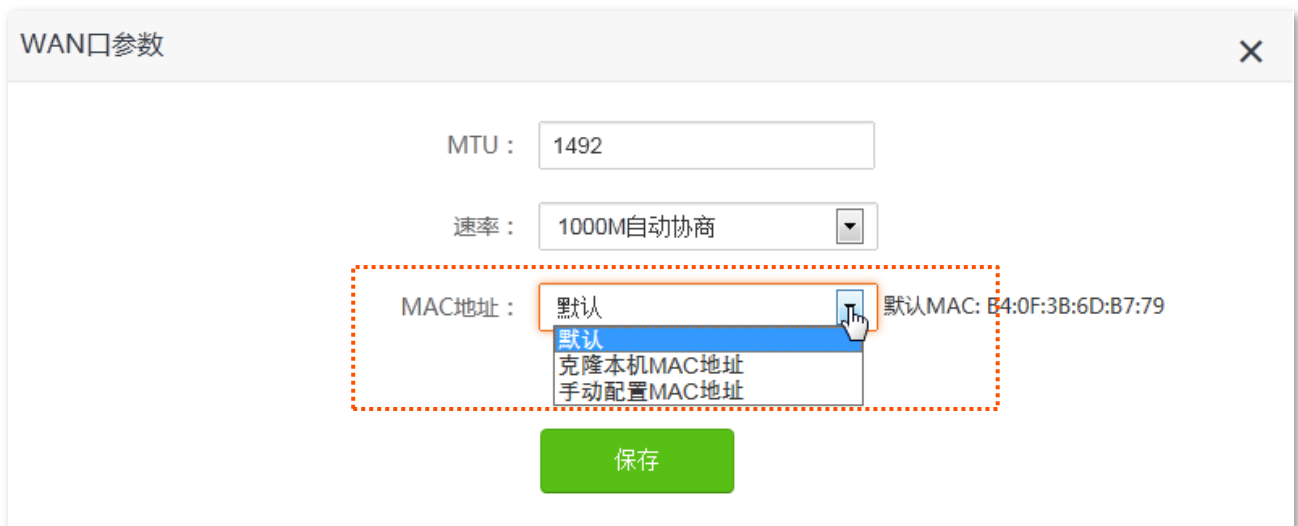 WAN口参数
MTU： 1492
速率： 1000M自动协商
MAC地址： 默认 默认MAC: B4:0F:3B:6D:B7:79
默认
克隆本机MAC地址
手动配置MAC地址
保存